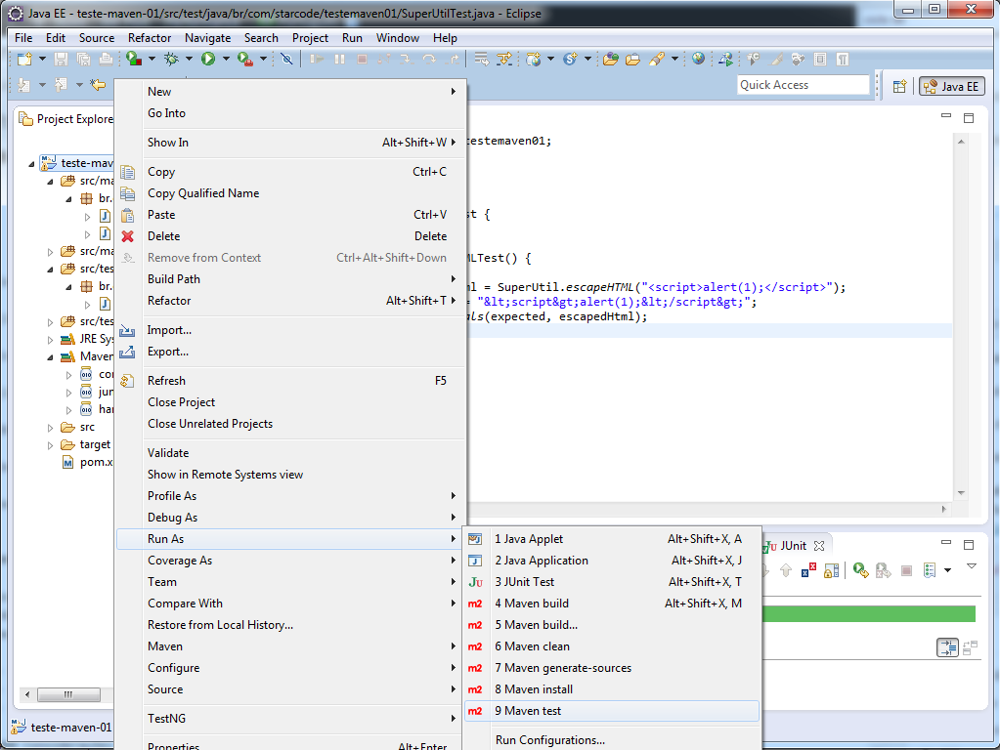 Java EE - teste-maven-01/src/test/java/br/com/starcode/testemaven01/SuperUtilTest.java - Eclipse
File Edit Source Refactor Navigate Search Project Run Window Help
Quick Access
Java EE
Project Explore
teste-mav
src/ma
br.
src/ma
src/tes
br.
src/tes
JRE Sys
Maven
co
jun
har
src
target
pom.x
New
Go Into
Show In Alt+Shift+W
Copy Ctrl+C
Copy Qualified Name
Paste Ctrl+V
Delete Delete
Remove from Context Ctrl+Alt+Shift+Down
Build Path
Refactor Alt+Shift+T
Import...
Export...
Refresh F5
Close Project
Close Unrelated Projects
Validate
Show in Remote Systems view
Profile As
Debug As
Run As
Coverage As
Team
Compare With
Restore from Local History...
Maven
Configure
Source
TestNG
Properties Alt+Enter
testemaven01;
st {
MLTest() {
ml = SuperUtil.escapeHTML("<script>alert(1);</script>");
= "&lt;script&gt;alert(1);&lt;/script&gt;";
als(expected, escapedHtml);
JUnit
1 Java Applet Alt+Shift+X, A
2 Java Application Alt+Shift+X, J
3 JUnit Test Alt+Shift+X, T
4 Maven build Alt+Shift+X, M
5 Maven build...
6 Maven clean
7 Maven generate-sources
8 Maven install
9 Maven test
Run Configurations...
teste-maven-01